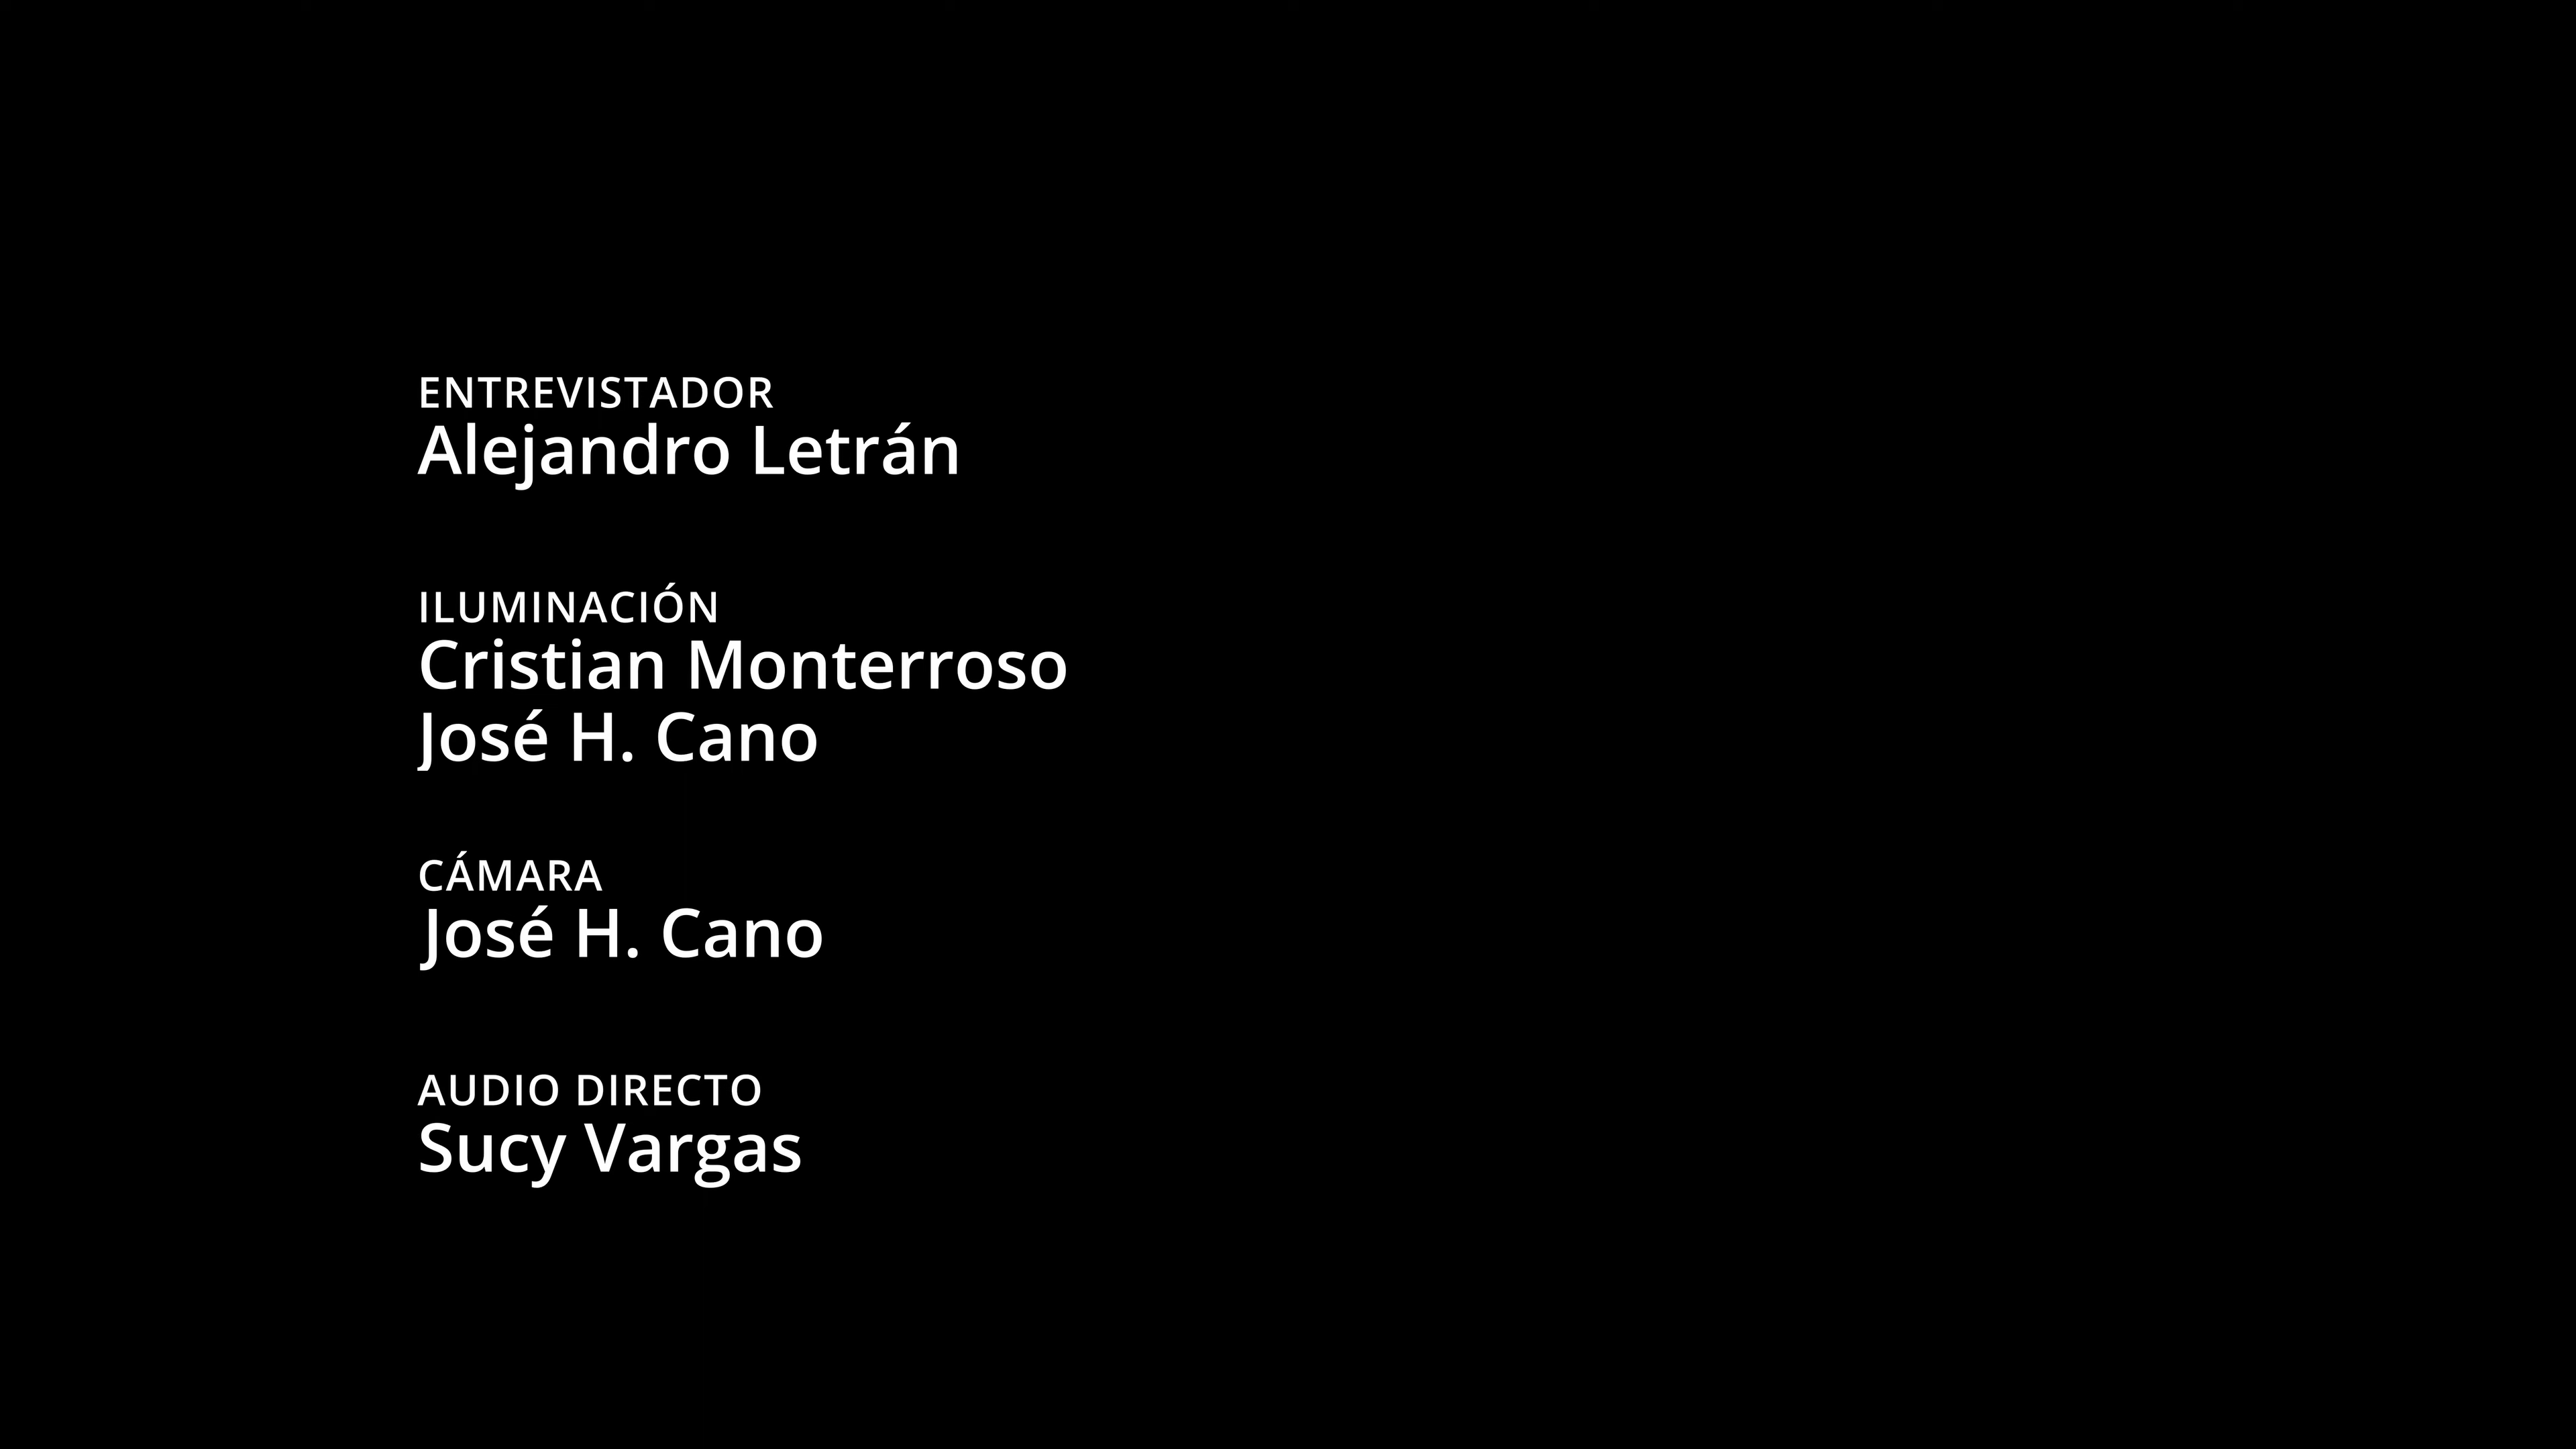 ENTREVISTADOR
Alejandro Letrán
ILUMINACIÓN
Cristian Monterroso
José H. Cano
CÁMARA
José H. Cano
AUDIO DIRECTO
Sucy Vargas